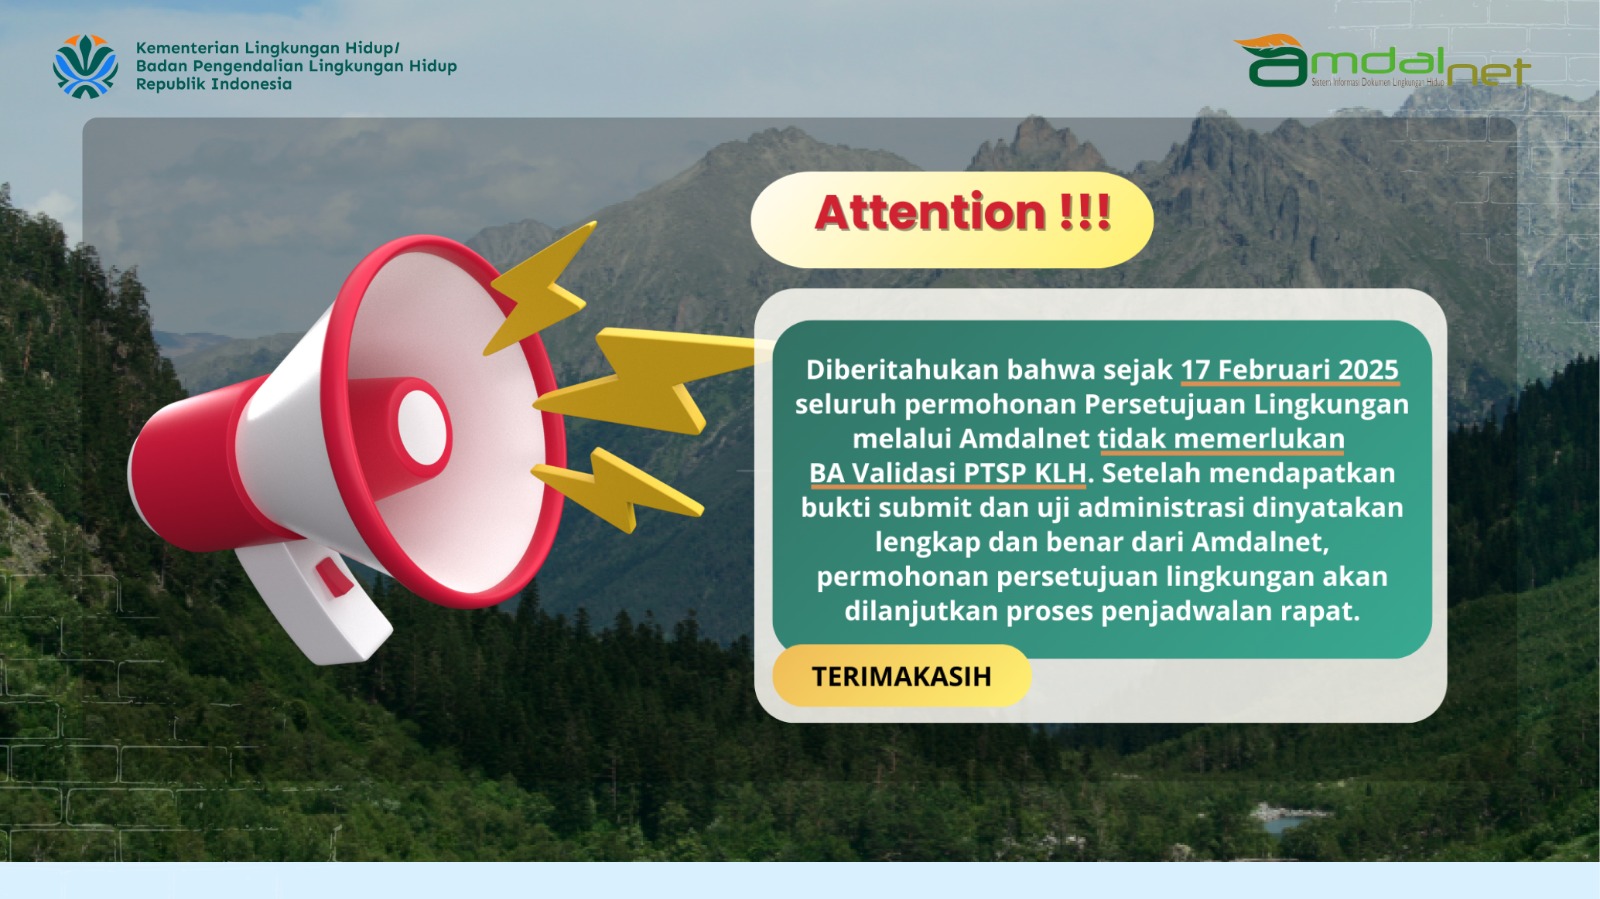 Kementerian Lingkungan Hidup/
Badan Pengendalian Lingkungan Hidup
Republik Indonesia
amdalnet
Sistem Informasi Dokumen Lingkungan Hidup
Attention !!!
Diberitahukan bahwa sejak 17 Februari 2025
seluruh permohonan Persetujuan Lingkungan
melalui Amdalnet tidak memerlukan
BA Validasi PTSP KLH. Setelah mendapatkan
bukti submit dan uji administrasi dinyatakan
lengkap dan benar dari Amdalnet,
permohonan persetujuan lingkungan akan
dilanjutkan proses penjadwalan rapat.
TERIMAKASIH